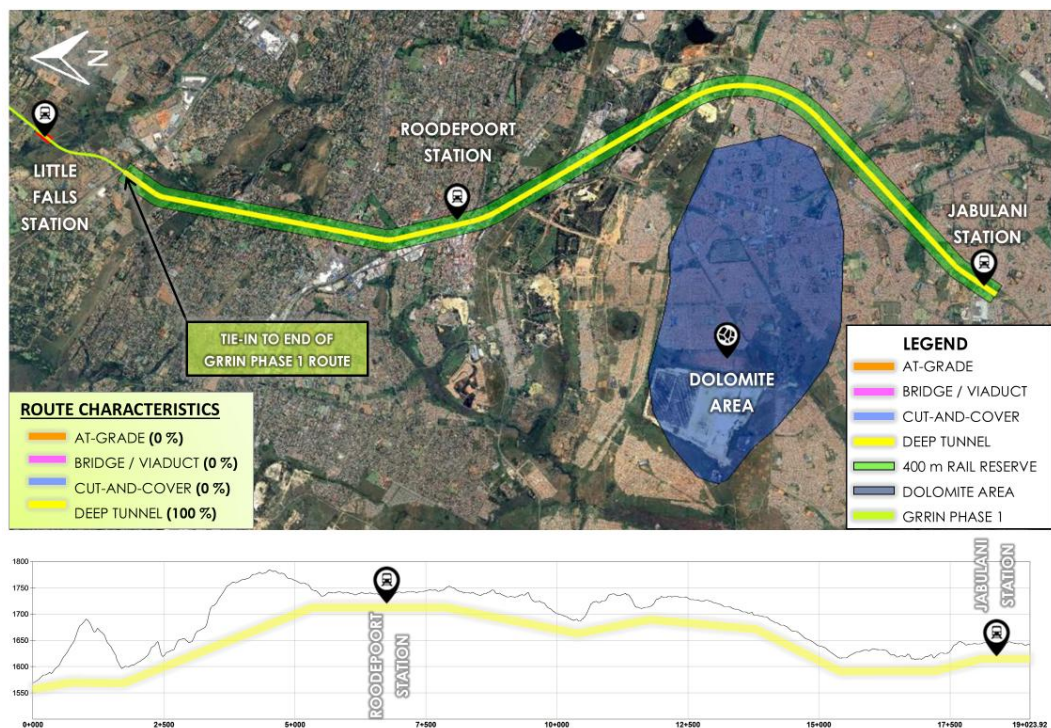 N
ROODEPOORT
STATION
LITTLE
FALLS
STATION
JABULANI
STATION
TIE-IN TO END OF
GRRIN PHASE 1 ROUTE
DOLOMITE
AREA
ROUTE CHARACTERISTICS
AT-GRADE (0 %)
BRIDGE / VIADUCT (0 %)
CUT-AND-COVER (0 %)
DEEP TUNNEL (100 %)
LEGEND
AT-GRADE
BRIDGE / VIADUCT
CUT-AND-COVER
DEEP TUNNEL
400 m RAIL RESERVE
DOLOMITE AREA
GRRIN PHASE 1
1800
1750
1700
1650
1600
1550
ROODEPOORT
STATION
JABULANI
STATION
0+000
2+500
5+000
7+500
10+000
12+500
15+000
17+500
19+023.92